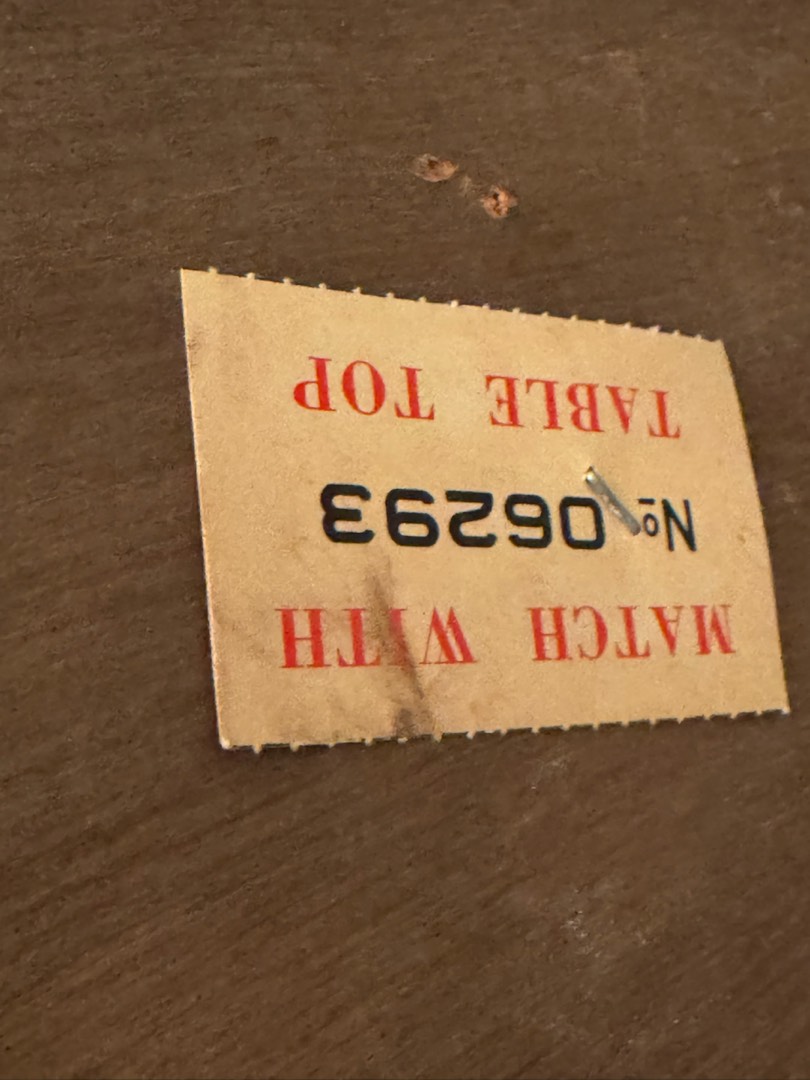 MATCH WITH
Nº 06293
TABLE TOP